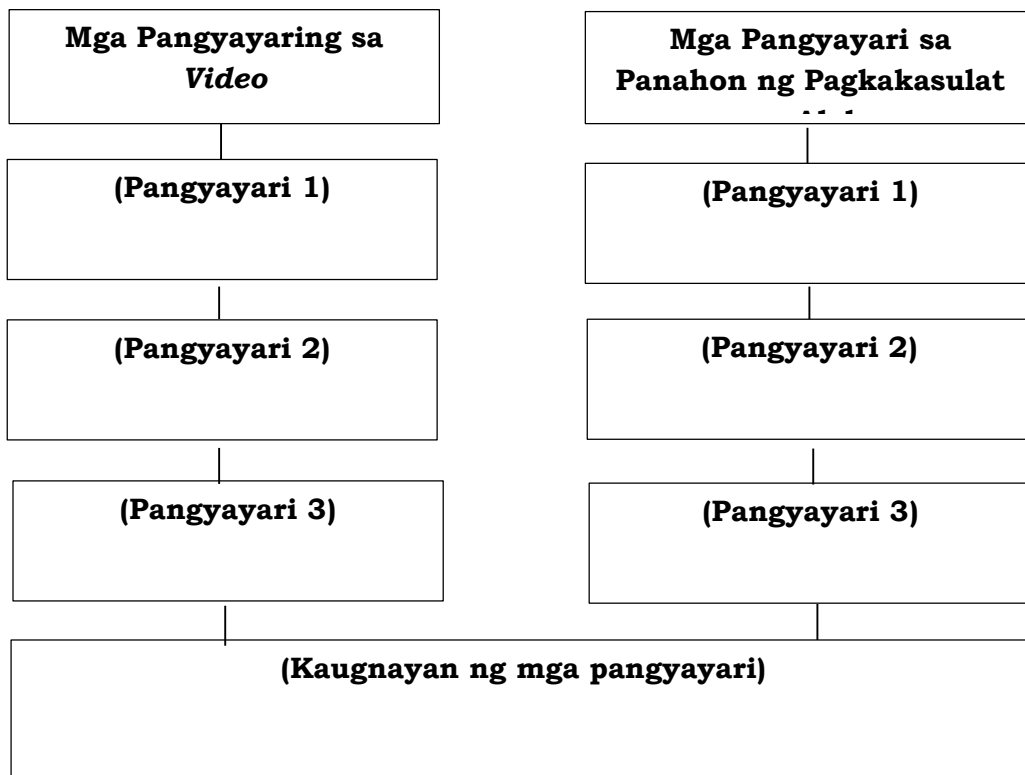 Mga Pangyayaring sa
Video
(Pangyayari 1)
(Pangyayari 2)
(Pangyayari 3)
Mga Pangyayari sa
Panahon ng Pagkakasulat
(Pangyayari 1)
(Pangyayari 2)
(Pangyayari 3)
(Kaugnayan ng mga pangyayari)